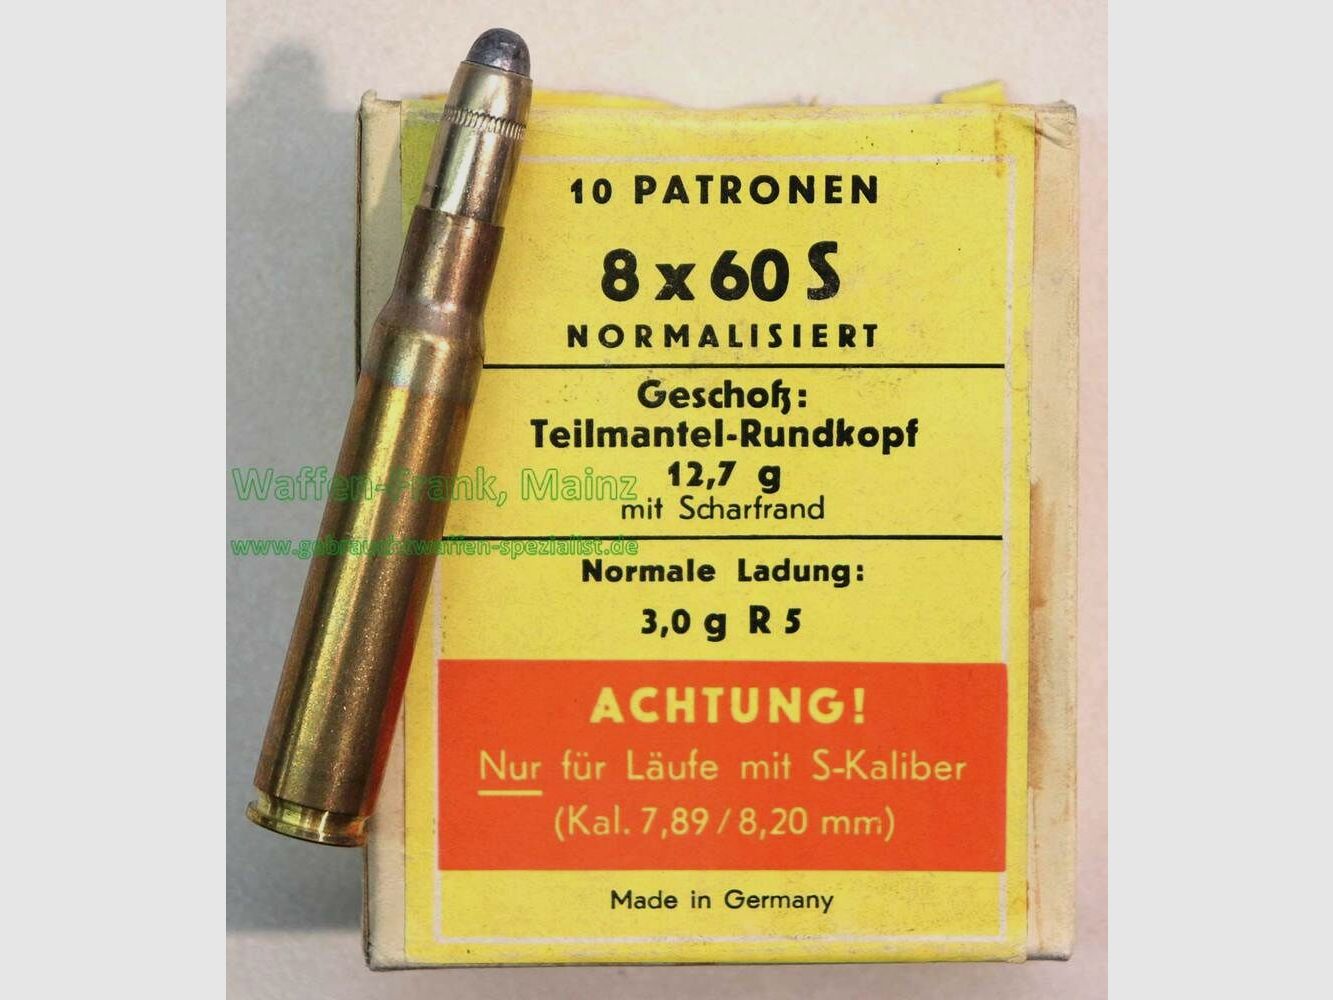 10 PATRONEN
8 x 60 S
NORMALISIERT
Geschoß:
Teilmantel-Rundkopf
12,7 g
mit Scharfrand
Waffen-Frank, Mainz
www.gebrauchtwaffen-spezialist.de
Normale Ladung:
3,0 g R 5
ACHTUNG!
Nur für Läufe mit S-Kaliber
(Kal. 7,89 / 8,20 mm)
Made in Germany